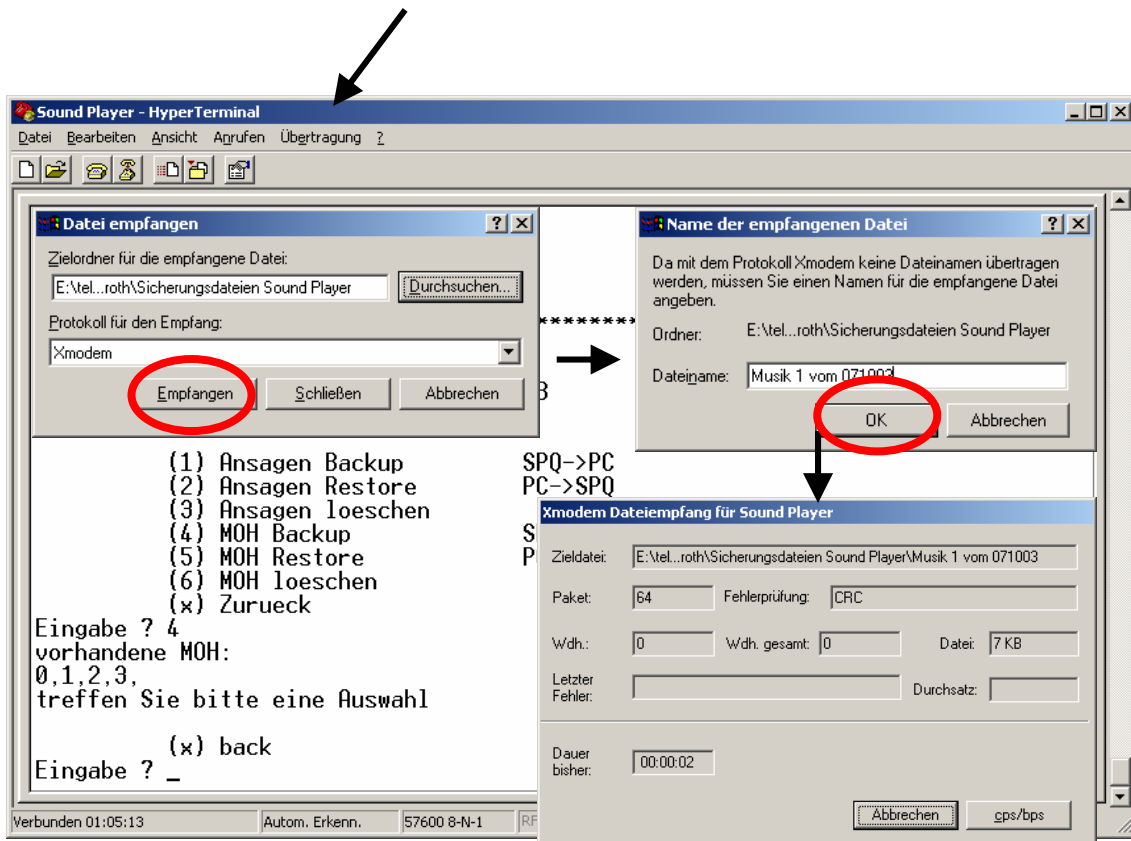 Sound Player - HyperTerminal
Datei Bearbeiten Ansicht Anrufen Übertragung ?
Datei empfangen
Zielordner für die empfangene Datei:
E:\tel...roth\Sicherungsdateien Sound Player
Durchsuchen...
Protokoll für den Empfang:
Xmodem
Empfangen Schließen Abbrechen
Name der empfangenen Datei
Da mit dem Protokoll Xmodem keine Dateinamen übertragen
werden, müssen Sie einen Namen für die empfangene Datei
angeben.
Ordner: E:\tel...roth\Sicherungsdateien Sound Player
Dateiname: Musik 1 vom 071003
OK Abbrechen
*********
(1) Ansagen Backup SPQ->PC
(2) Ansagen Restore PC->SPQ
(3) Ansagen loeschen
(4) MOH Backup S
(5) MOH Restore P
(6) MOH loeschen
(x) Zurueck
Eingabe ? 4
vorhandene MOH:
0,1,2,3,
treffen Sie bitte eine Auswahl
(x) back
Eingabe ? _
Xmodem Dateiempfang für Sound Player
Zieldatei: E:\tel...roth\Sicherungsdateien Sound Player\Musik 1 vom 071003
Paket: 64 Fehlerprüfung: CRC
Wdh.: 0 Wdh. gesamt: 0 Datei: 7 KB
Letzter
Fehler:
Durchsatz:
Dauer
bisher:
00:00:02
Abbrechen cps/bps
Verbunden 01:05:13 Autom. Erkenn. 57600 8-N-1 RF